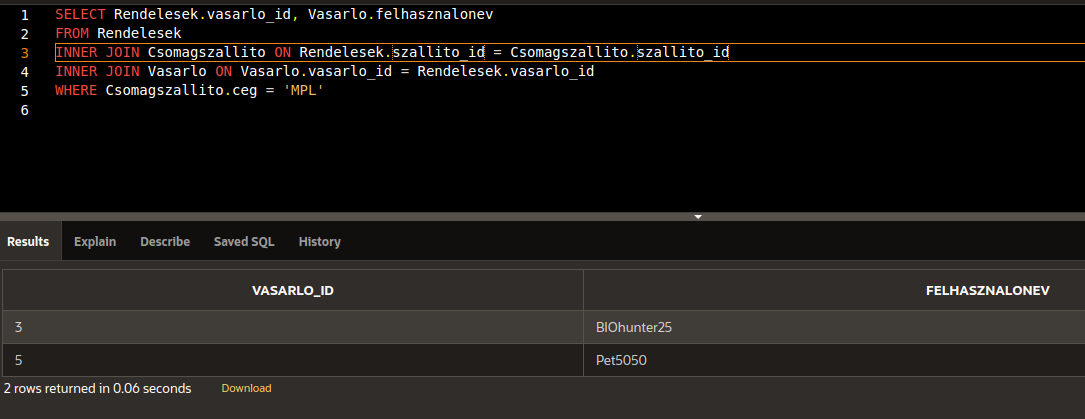 1 SELECT Rendelesek.vasarlo_id, Vasarlo.felhasznalonev
2 FROM Rendelesek
3 INNER JOIN Csomagszallito ON Rendelesek.szallito_id = Csomagszallito.szallito_id
4 INNER JOIN Vasarlo ON Vasarlo.vasarlo_id = Rendelesek.vasarlo_id
5 WHERE Csomagszallito.ceg = 'MPL'
6
Results Explain Describe Saved SQL History
VASARLO_ID FELHASZNALONEV
3 BIOhunter25
5 Pet5050
2 rows returned in 0.06 seconds Download